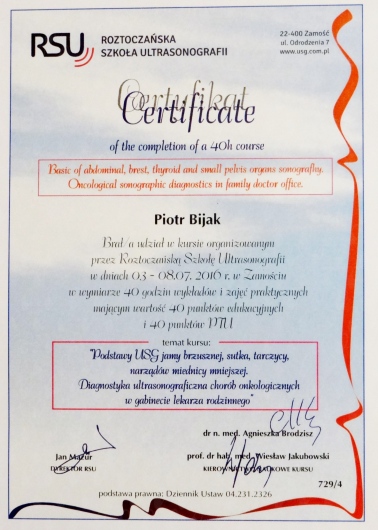 RSU
ROZTOCZAŃSKA
SZKOŁA ULTRASONOGRAFII
22-400 Zamość
ul. Odrodzenia 7
www.usg.com.pl
Certyfikat
Certificate
of the completion of a 40h course
Basic of abdominal, brest, thyroid and small pelvis organs sonografhy.
Oncological sonographic diagnostics in family doctor office.
Piotr Bijak
Brał/a udział w kursie organizowanym
przez Roztoczańską Szkołę Ultrasonografii
w dniach 03 - 08.07. 2016 r. w Zamościu
w wymiarze 40 godzin wykładów i zajęć praktycznych
mającym wartość 40 punktów edukacyjnych
i 40 punktów PTU
temat kursu:
"Podstawy USG jamy brzusznej, sutka, tarczycy,
narządów miednicy mniejszej.
Diagnostyka ultrasonograficzna chorób onkologicznych
w gabinecie lekarza rodzinnego"
dr n. med. Agnieszka Brodzisz
Jan Mazur
DYREKTOR RSU
prof. dr hab. med. Wiesław Jakubowski
KIEROWNICTWO NAUKOWE KURSU
729/4
podstawa prawna: Dziennik Ustaw 04.231.2326